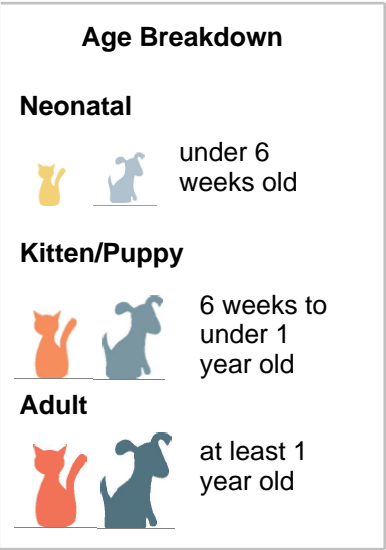 Age Breakdown
Neonatal
under 6
weeks old
Kitten/Puppy
6 weeks to
under 1
year old
Adult
at least 1
year old